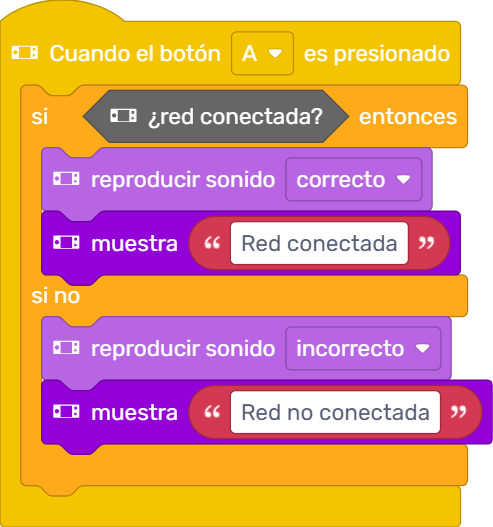 Cuando el botón A es presionado
si ¿red conectada? entonces
reproducir sonido correcto
muestra “ Red conectada ”
si no
reproducir sonido incorrecto
muestra “ Red no conectada ”